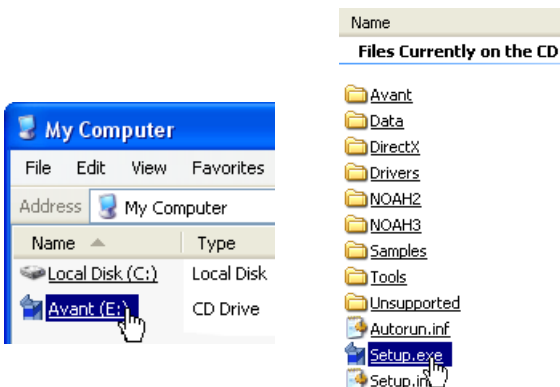 My Computer
File Edit View Favorites
Address My Computer
Name Type
Local Disk (C:) Local Disk
Avant (E:) CD Drive
Name
Files Currently on the CD
Avant
Data
DirectX
Drivers
NOAH2
NOAH3
Samples
Tools
Unsupported
Autorun.inf
Setup.exe